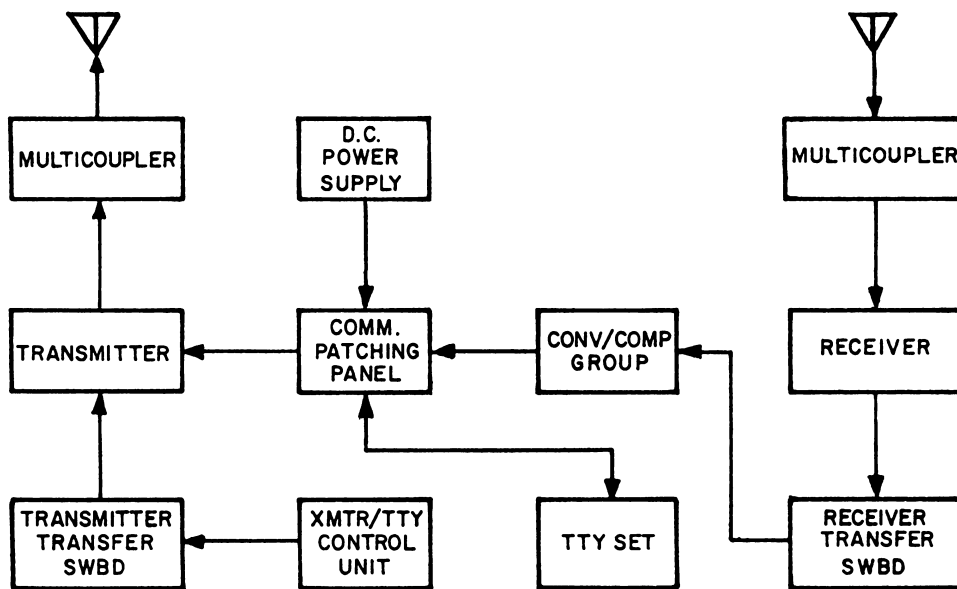 MULTICOUPLER
D.C.
POWER
SUPPLY
MULTICOUPLER
TRANSMITTER
COMM.
PATCHING
PANEL
CONV/COMP
GROUP
RECEIVER
TRANSMITTER
TRANSFER
SWBD
XMTR/TTY
CONTROL
UNIT
TTY SET
RECEIVER
TRANSFER
SWBD